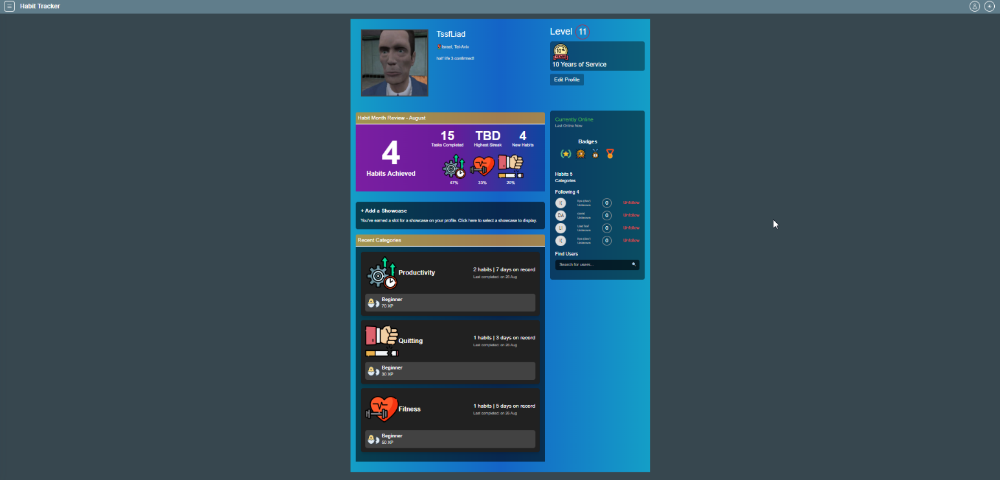 Habit Tracker
TssfLiad
Israel, Tel-Aviv
half life 3 confirmed!
Level 11
10th
YEARS
10 Years of Service
Edit Profile
Habit Month Review - August
4
Habits Achieved
15
Tasks Completed
TBD
Highest Streak
4
New Habits
47%
33%
20%
+ Add a Showcase
You've earned a slot for a showcase on your profile. Click here to select a showcase to display.
Recent Categories
Productivity
2 habits | 7 days on record
Last completed: on 26 Aug
Beginner
70 XP
Quitting
1 habits | 3 days on record
Last completed: on 26 Aug
Beginner
30 XP
Fitness
1 habits | 5 days on record
Last completed: on 26 Aug
Beginner
Currently Online
Last Online Now
Badges
Habits 5
Categories
Following 4
Ilya (dev)
Unknown
0
Unfollow
DA
david
Unknown
0
Unfollow
LI
Unknown
0
Unfollow
Ilya (dev)
Unknown
0
Unfollow
Find Users
Search for users...